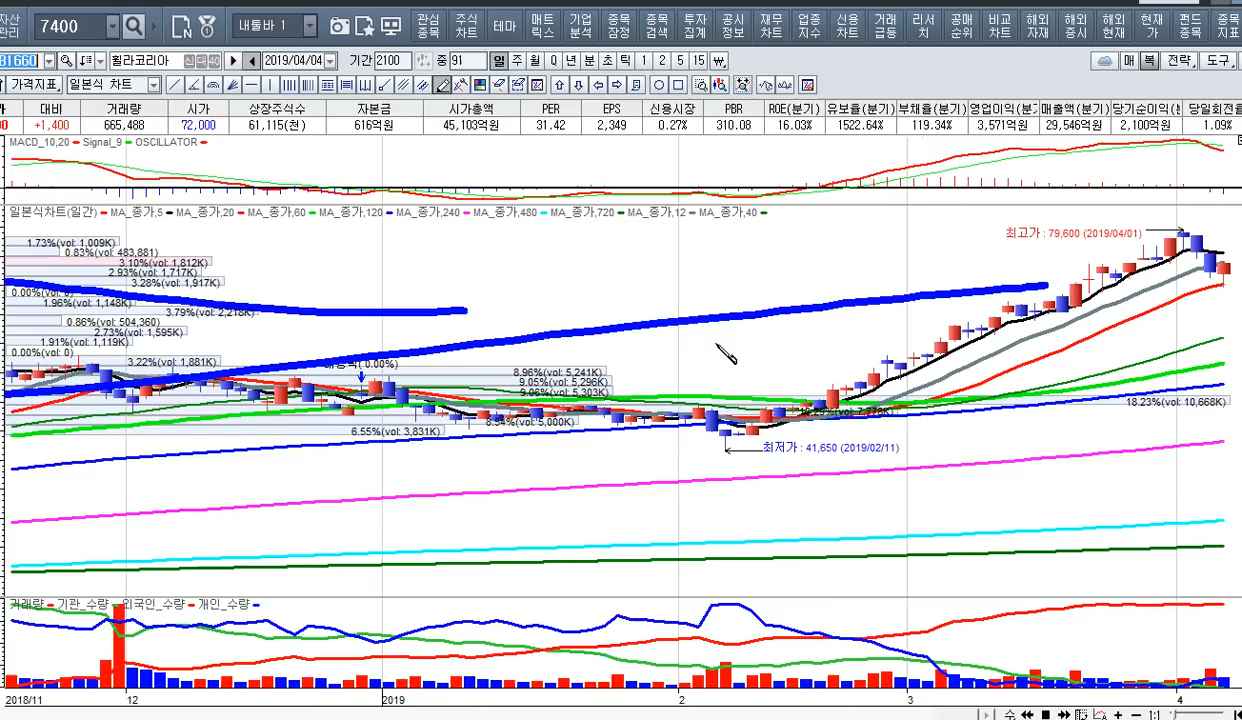 자산관리 7400 내툴바 1 관심종목 주식차트 테마 매트릭스 기업분석 종목잠정 종목검색 투자집계 공시정보 재무차트 업종지수 신용차트 거래급등 리서치 공매순위 비교차트 해외자재 해외증시 해외현재 현재가 펀드종목 종목지표
휠라코리아 신 40 2019/04/04 기간 2100 중 91 일 주 월 Q 년 분 초 틱 1 2 5 15 매 복 전략 도구
가격지표 일본식 차트
대비 거래량 시가 상장주식수 자본금 시가총액 PER EPS 신용시장 PBR ROE(분기) 유보율(분기) 부채율(분기) 영업이익(분 매출액(분기) 당기순이익(분 당일회전
+1,400 665,488 72,000 61,115(천) 616억원 45,103억원 31.42 2,349 0.27% 310.08 16.03% 1522.64% 119.34% 3,571억원 29,546억원 2,100억원 1.09%
MACD_10,20 Signal_9 OSCILLATOR
일본식차트(일간) MA_종가,5 MA_종가,20 MA_종가,60 MA_종가,120 MA_종가,240 MA_종가,480 MA_종가,720 MA_종가,12 MA_종가,40
최고가 : 79,600 (2019/04/01)
1.73%(vol: 1,009K)
0.83%(vol: 483,881)
3.10%(vol: 1,812K)
2.93%(vol: 1,717K)
3.28%(vol: 1,917K)
0.00%(vol: 0)
1.96%(vol: 1,148K)
3.79%(vol: 2,218K)
0.86%(vol: 504,360)
2.73%(vol: 1,595K)
1.91%(vol: 1,119K)
0.00%(vol: 0)
3.22%(vol: 1,881K)
0.00%)
8.96%(vol: 5,241K)
9.05%(vol: 5,296K)
9.06%(vol: 5,303K)
18.23%(vol: 10,668K)
(vol: 7,778K)
8.54%(vol: 5,000K)
6.55%(vol: 3,831K)
최저가 : 41,650 (2019/02/11)
거래량 기관_수량 외국인_수량 개인_수량
2018/11 12 2019 2 3 4
수 1:1